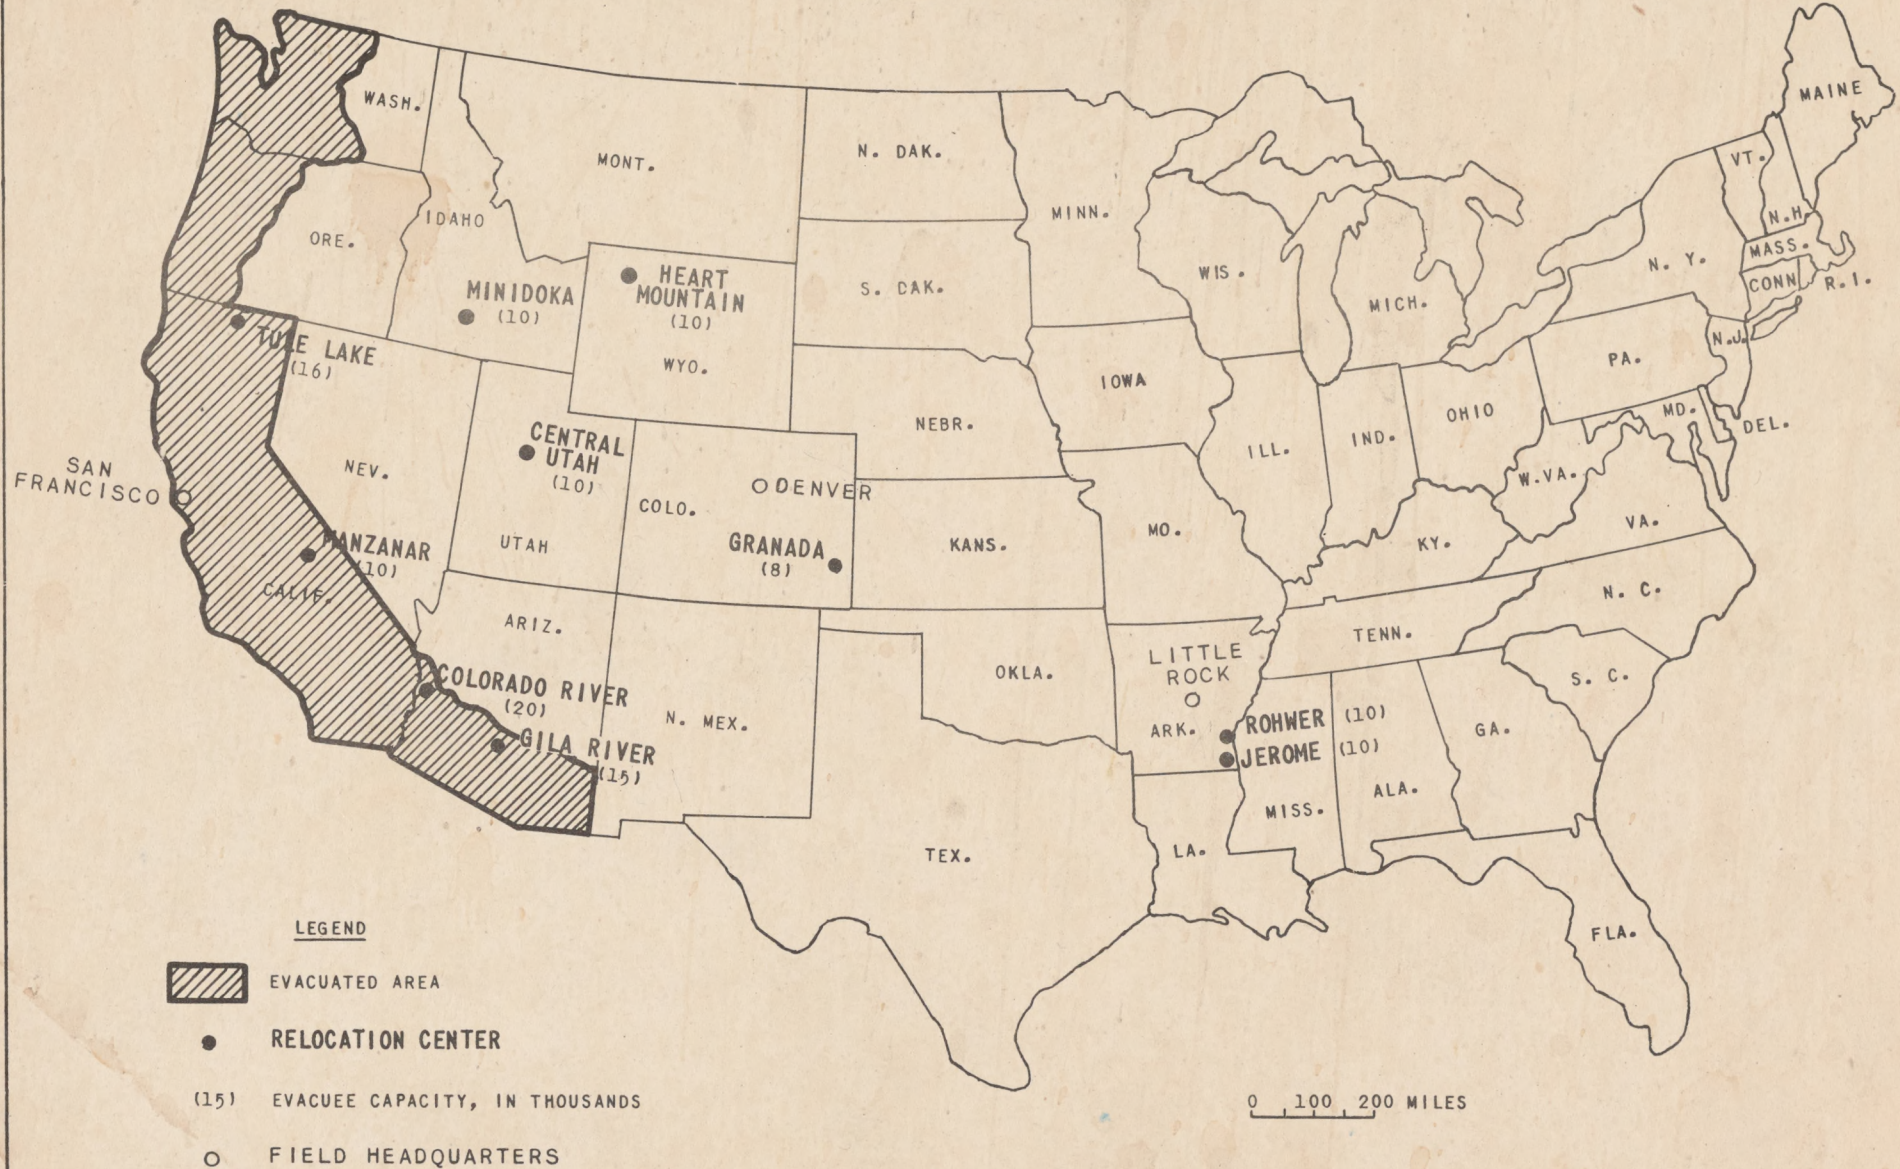 WASH.
MONT.
N. DAK.
MINN.
MAINE
VT.
N.H.
MASS.
CONN.
R. I.
N. Y.
IDAHO
ORE.
MINIDOKA
(10)
HEART
MOUNTAIN
(10)
WYO.
S. DAK.
WIS.
MICH.
TULE LAKE
(16)
IOWA
NEBR.
ILL.
IND.
OHIO
PA.
N.J.
MD.
DEL.
W.VA.
VA.
SAN
FRANCISCO
NEV.
CENTRAL
UTAH
(10)
UTAH
COLO.
DENVER
GRANADA
(8)
KANS.
MO.
KY.
MANZANAR
(10)
CALIF.
ARIZ.
COLORADO RIVER
(20)
GILA RIVER
(15)
N. MEX.
OKLA.
LITTLE
ROCK
ARK.
ROHWER (10)
JEROME (10)
TENN.
N. C.
S. C.
GA.
ALA.
MISS.
LA.
TEX.
FLA.
LEGEND
EVACUATED AREA
RELOCATION CENTER
(15) EVACUEE CAPACITY, IN THOUSANDS
FIELD HEADQUARTERS
0 100 200 MILES